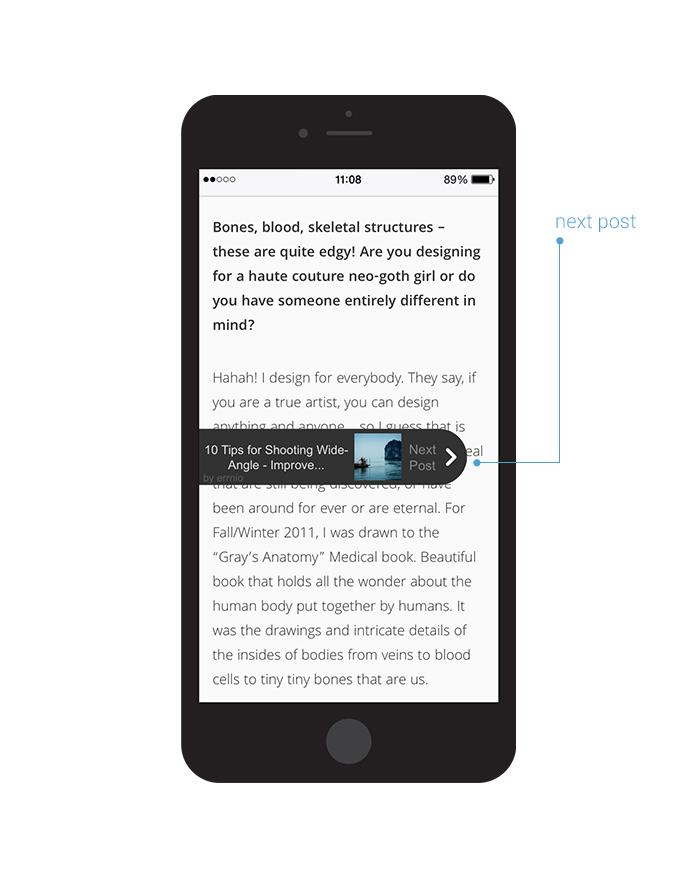 11:08
89%
next post
Bones, blood, skeletal structures –
these are quite edgy! Are you designing
for a haute couture neo-goth girl or do
you have someone entirely different in
mind?
Hahah! I design for everybody. They say, if
you are a true artist, you can design
anything and anyone... so I guess that is
eal
10 Tips for Shooting Wide-
Angle - Improve...
Next
Post
by ermio
that are still being discovered, or have
been around for ever or are eternal. For
Fall/Winter 2011, I was drawn to the
“Gray’s Anatomy” Medical book. Beautiful
book that holds all the wonder about the
human body put together by humans. It
was the drawings and intricate details of
the insides of bodies from veins to blood
cells to tiny tiny bones that are us.